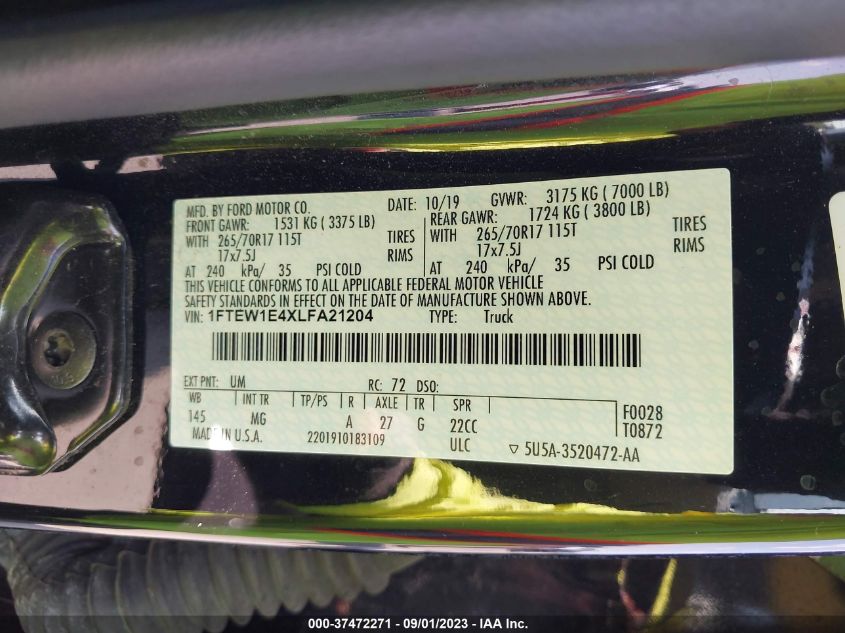 MFD. BY FORD MOTOR CO. DATE: 10/19 GVWR: 3175 KG ( 7000 LB)
FRONT GAWR: 1531 KG ( 3375 LB) REAR GAWR: 1724 KG ( 3800 LB)
WITH 265/70R17 115T TIRES WITH 265/70R17 115T TIRES
17x7.5J RIMS 17x7.5J RIMS
AT 240 kPa/ 35 PSI COLD AT 240 kPa/ 35 PSI COLD
THIS VEHICLE CONFORMS TO ALL APPLICABLE FEDERAL MOTOR VEHICLE
SAFETY STANDARDS IN EFFECT ON THE DATE OF MANUFACTURE SHOWN ABOVE.
VIN: 1FTEW1E4XLFA21204 TYPE: Truck
EXT PNT: UM RC: 72 DSO:
WB INT TR TP/PS R AXLE TR SPR
145 MG A 27 G 22CC F0028
MADE IN U.S.A. 2201910183109 ULC T0872
5U5A-3520472-AA
000-37472271 - 09/01/2023 - IAA Inc.